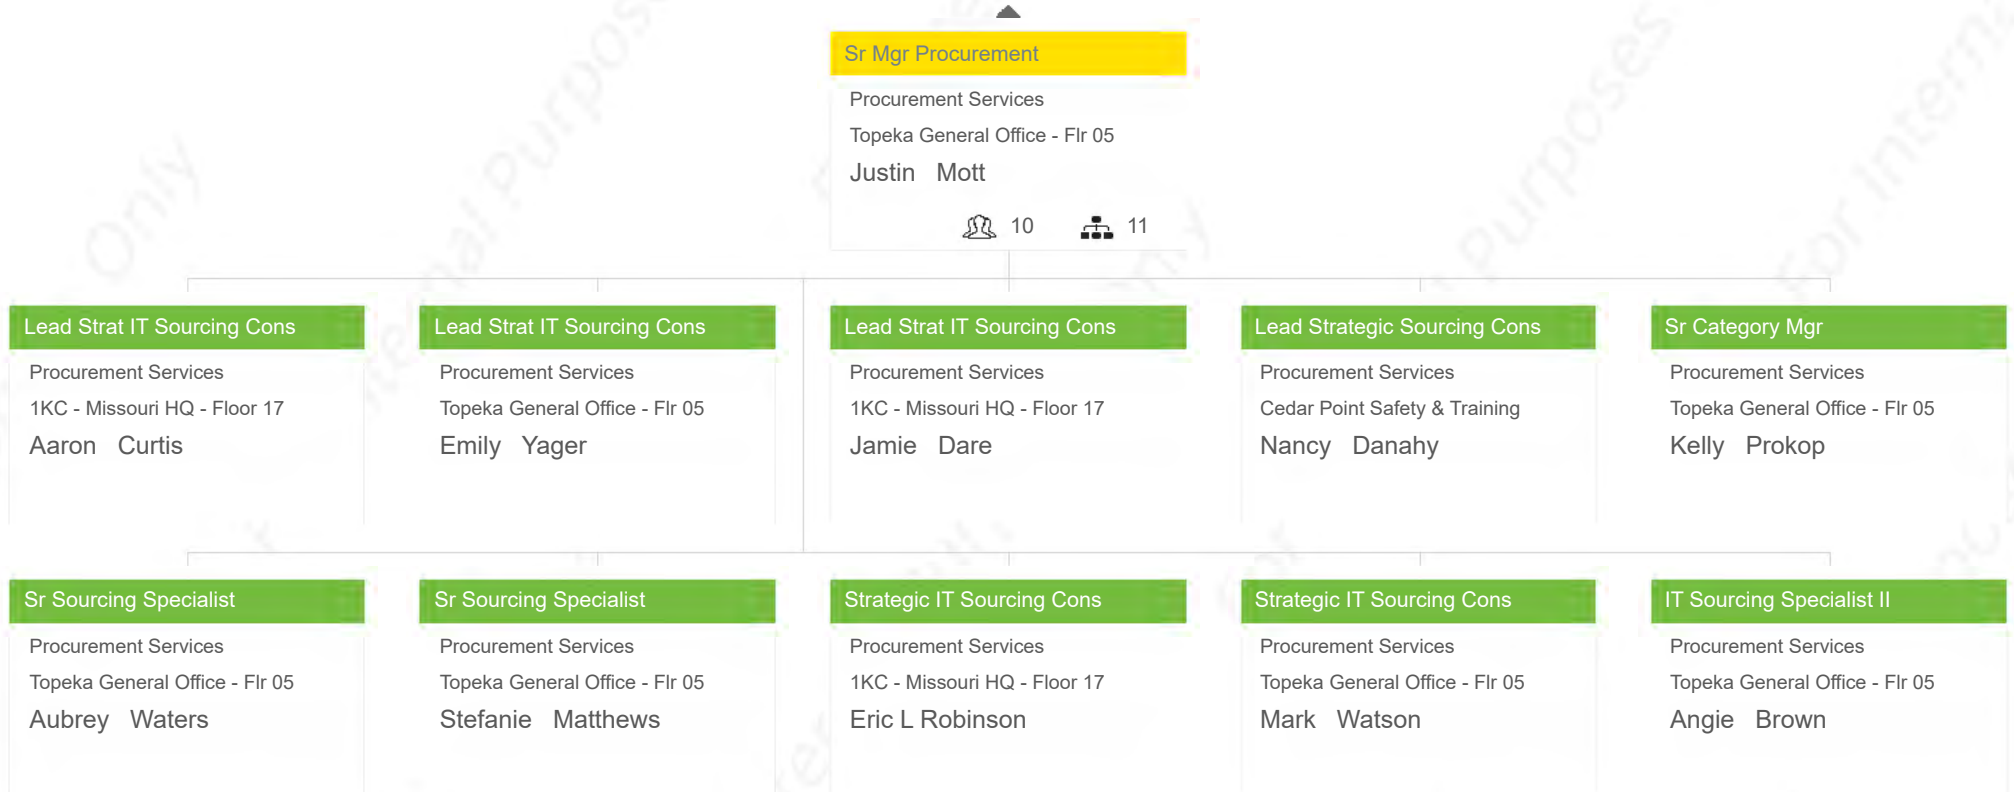 Sr Mgr Procurement
Procurement Services
Topeka General Office - Flr 05
Justin Mott
10 11
Lead Strat IT Sourcing Cons
Procurement Services
1KC - Missouri HQ - Floor 17
Aaron Curtis
Lead Strat IT Sourcing Cons
Procurement Services
Topeka General Office - Flr 05
Emily Yager
Lead Strat IT Sourcing Cons
Procurement Services
1KC - Missouri HQ - Floor 17
Jamie Dare
Lead Strategic Sourcing Cons
Procurement Services
Cedar Point Safety & Training
Nancy Danahy
Sr Category Mgr
Procurement Services
Topeka General Office - Flr 05
Kelly Prokop
Sr Sourcing Specialist
Procurement Services
Topeka General Office - Flr 05
Aubrey Waters
Sr Sourcing Specialist
Procurement Services
Topeka General Office - Flr 05
Stefanie Matthews
Strategic IT Sourcing Cons
Procurement Services
1KC - Missouri HQ - Floor 17
Eric L Robinson
Strategic IT Sourcing Cons
Procurement Services
Topeka General Office - Flr 05
Mark Watson
IT Sourcing Specialist II
Procurement Services
Topeka General Office - Flr 05
Angie Brown
Only
Purposes
For